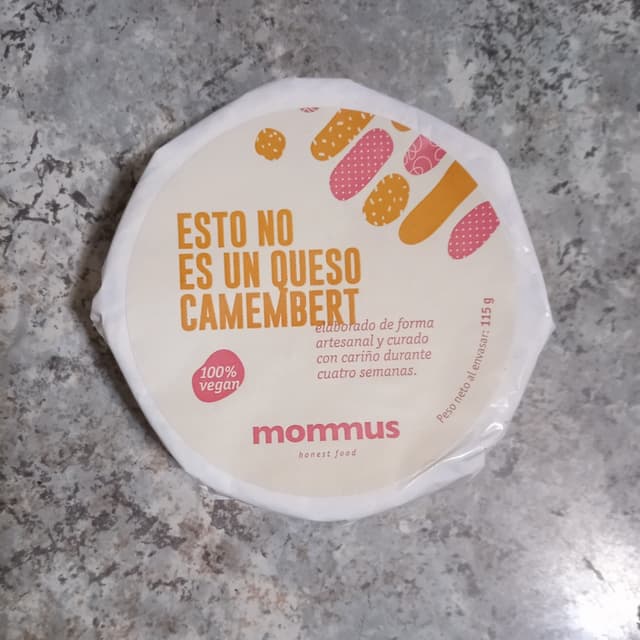 ESTO NO
ES UN QUESO
CAMEMBERT
elaborado de forma
artesanal y curado
con cariño durante
cuatro semanas.
100%
vegan
Peso neto al envasar: 115 g
mommus
honest food